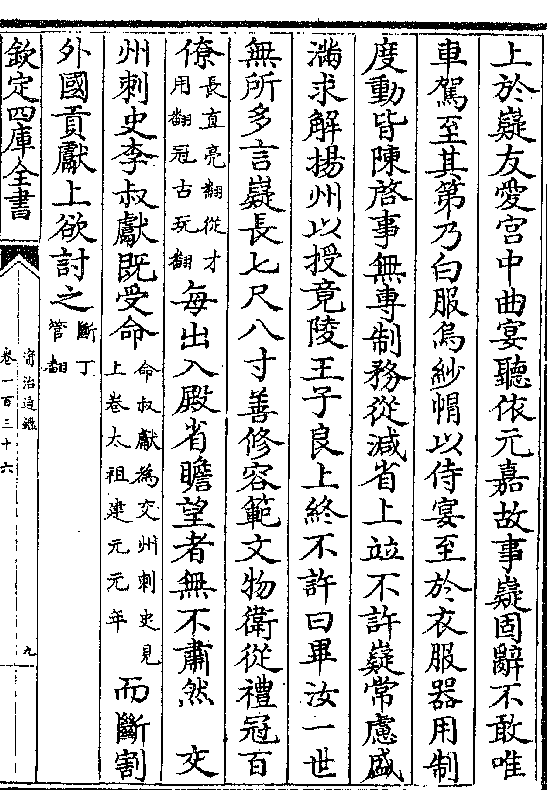 上於嶷友愛宮中曲宴聽依元嘉故事嶷固辭不敢唯
車駕至其第乃白服烏紗帽以侍宴至於衣服器用制
度動皆陳啓事無專制務從減省上竝不許嶷常慮盛
滿求解揚州以授竟陵王子良上終不許曰畢汝一世
無所多言嶷長七尺八寸善修容範文物衛從禮冠百
僚長直亮翻從才用翻冠古玩翻每出入殿省瞻望者無不肅然 交
州刺史李叔獻既受命命叔獻為交州刺史見上卷太祖建元元年而斷割
外國貢獻上欲討之斷丁管翻
欽定四庫全書
資治通鑑
卷一百三十六
九